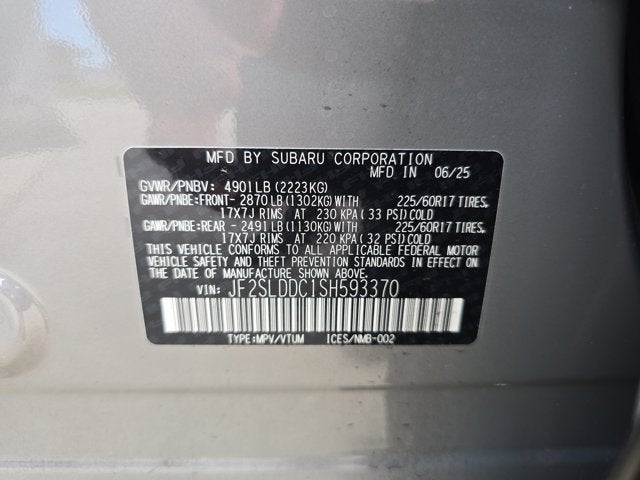 MFD BY SUBARU CORPORATION
MFD IN 06/25
GVWR/PNBV: 4901LB(2223KG)
GAWR/PNBE:FRONT- 2870LB(1302KG)WITH 225/60R17 TIRES,
17X7J RIMS AT 230 KPA(33 PSI)COLD
GAWR/PNBE:REAR - 2491LB(1130KG)WITH 225/60R17 TIRES,
17X7J RIMS AT 220 KPA(32 PSI)COLD
THIS VEHICLE CONFORMS TO ALL APPLICABLE FEDERAL MOTOR
VEHICLE SAFETY AND THEFT PREVENTION STANDARDS IN EFFECT
ON THE DATE OF MANUFACTURE SHOWN ABOVE.
VIN: JF2SLDDC1SH593370
TYPE:MPV/VTUM ICES/NMB-002